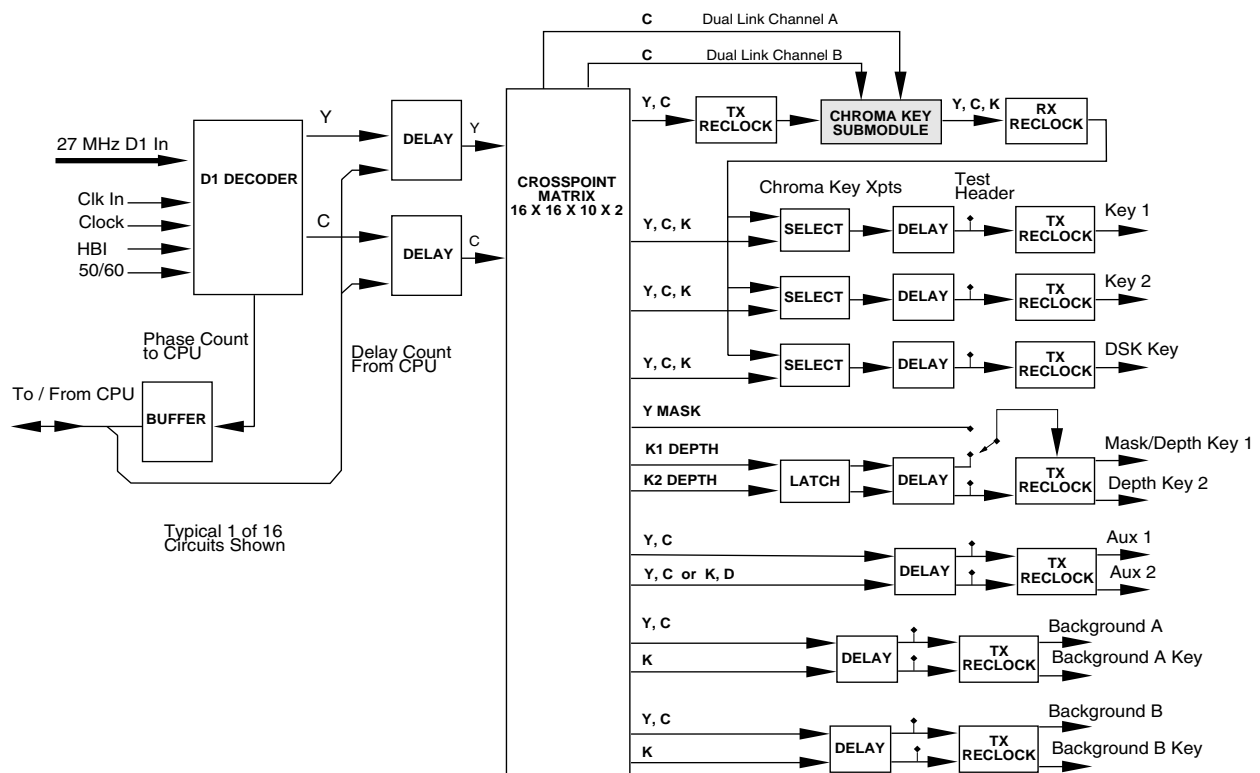 C Dual Link Channel A
C Dual Link Channel B
Y, C
TX
RECLOCK
CHROMA KEY
SUBMODULE
Y, C, K
RX
RECLOCK
27 MHz D1 In
D1 DECODER
Clk In
Clock
HBI
50/60
Y
C
DELAY
Y
DELAY
C
CROSSPOINT
MATRIX
16 X 16 X 10 X 2
Phase Count
to CPU
Delay Count
From CPU
To / From CPU
BUFFER
Typical 1 of 16
Circuits Shown
Chroma Key Xpts
Test
Header
Y, C, K
SELECT
DELAY
TX
RECLOCK
Key 1
Y, C, K
SELECT
DELAY
TX
RECLOCK
Key 2
Y, C, K
SELECT
DELAY
TX
RECLOCK
DSK Key
Y MASK
K1 DEPTH
K2 DEPTH
LATCH
DELAY
TX
RECLOCK
Mask/Depth Key 1
Depth Key 2
Y, C
Y, C or K, D
DELAY
TX
RECLOCK
Aux 1
Aux 2
Y, C
K
DELAY
TX
RECLOCK
Background A
Background A Key
Y, C
K
DELAY
TX
RECLOCK
Background B
Background B Key